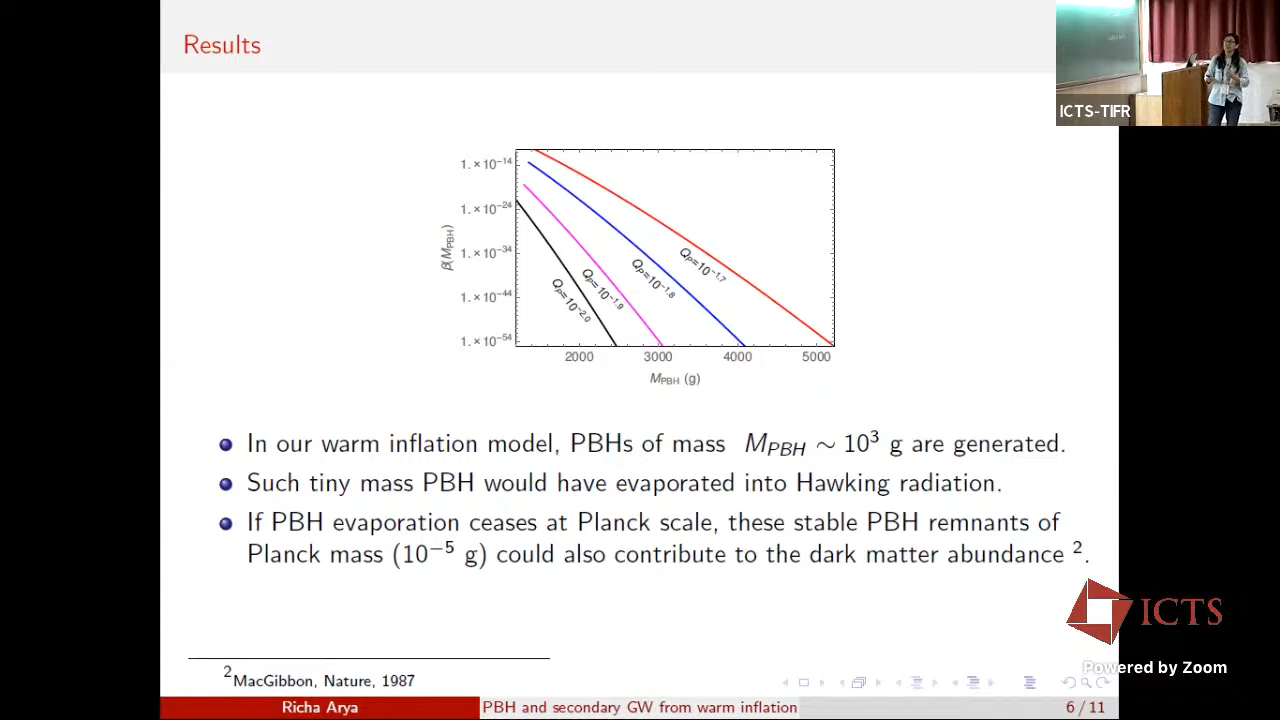 Results
ICTS-TIFR
1.×10⁻¹⁴
1.×10⁻²⁴
1.×10⁻³⁴
1.×10⁻⁴⁴
1.×10⁻⁵⁴
β(M_PBH)
Q_P=10⁻²·⁰
Q_P=10⁻¹·⁹
Q_P=10⁻¹·⁸
Q_P=10⁻¹·⁷
2000 3000 4000 5000
M_PBH (g)
In our warm inflation model, PBHs of mass M_PBH ∼ 10³ g are generated.
Such tiny mass PBH would have evaporated into Hawking radiation.
If PBH evaporation ceases at Planck scale, these stable PBH remnants of
Planck mass (10⁻⁵ g) could also contribute to the dark matter abundance ².
ICTS
Powered by Zoom
²MacGibbon, Nature, 1987
Richa Arya PBH and secondary GW from warm inflation 6 / 11